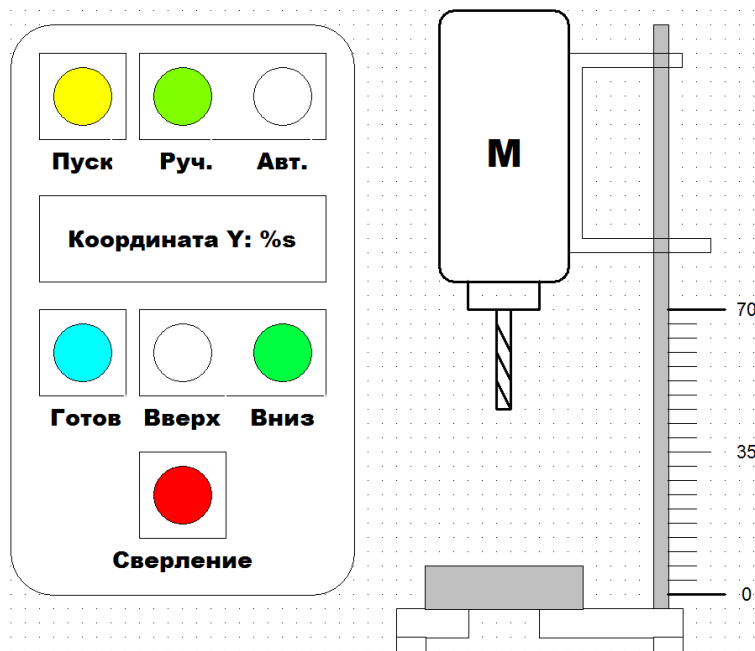 Пуск Руч. Авт.
Координата Y: %s
Готов Вверх Вниз
Сверление
M
70
35
0